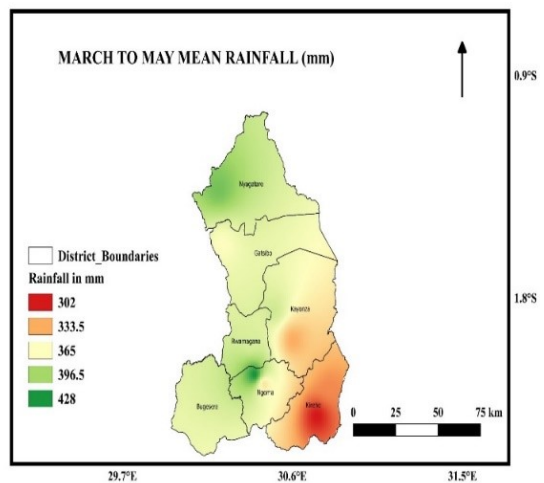 MARCH TO MAY MEAN RAINFALL (mm)
0.9°S
Nyagatare
Gatsibo
District_Boundaries
Rainfall in mm
302
333.5
365
396.5
428
1.8°S
Kayonza
Rwamagana
Ngoma
Bugesera
Kirehe
0 25 50 75 km
29.7°E 30.6°E 31.5°E